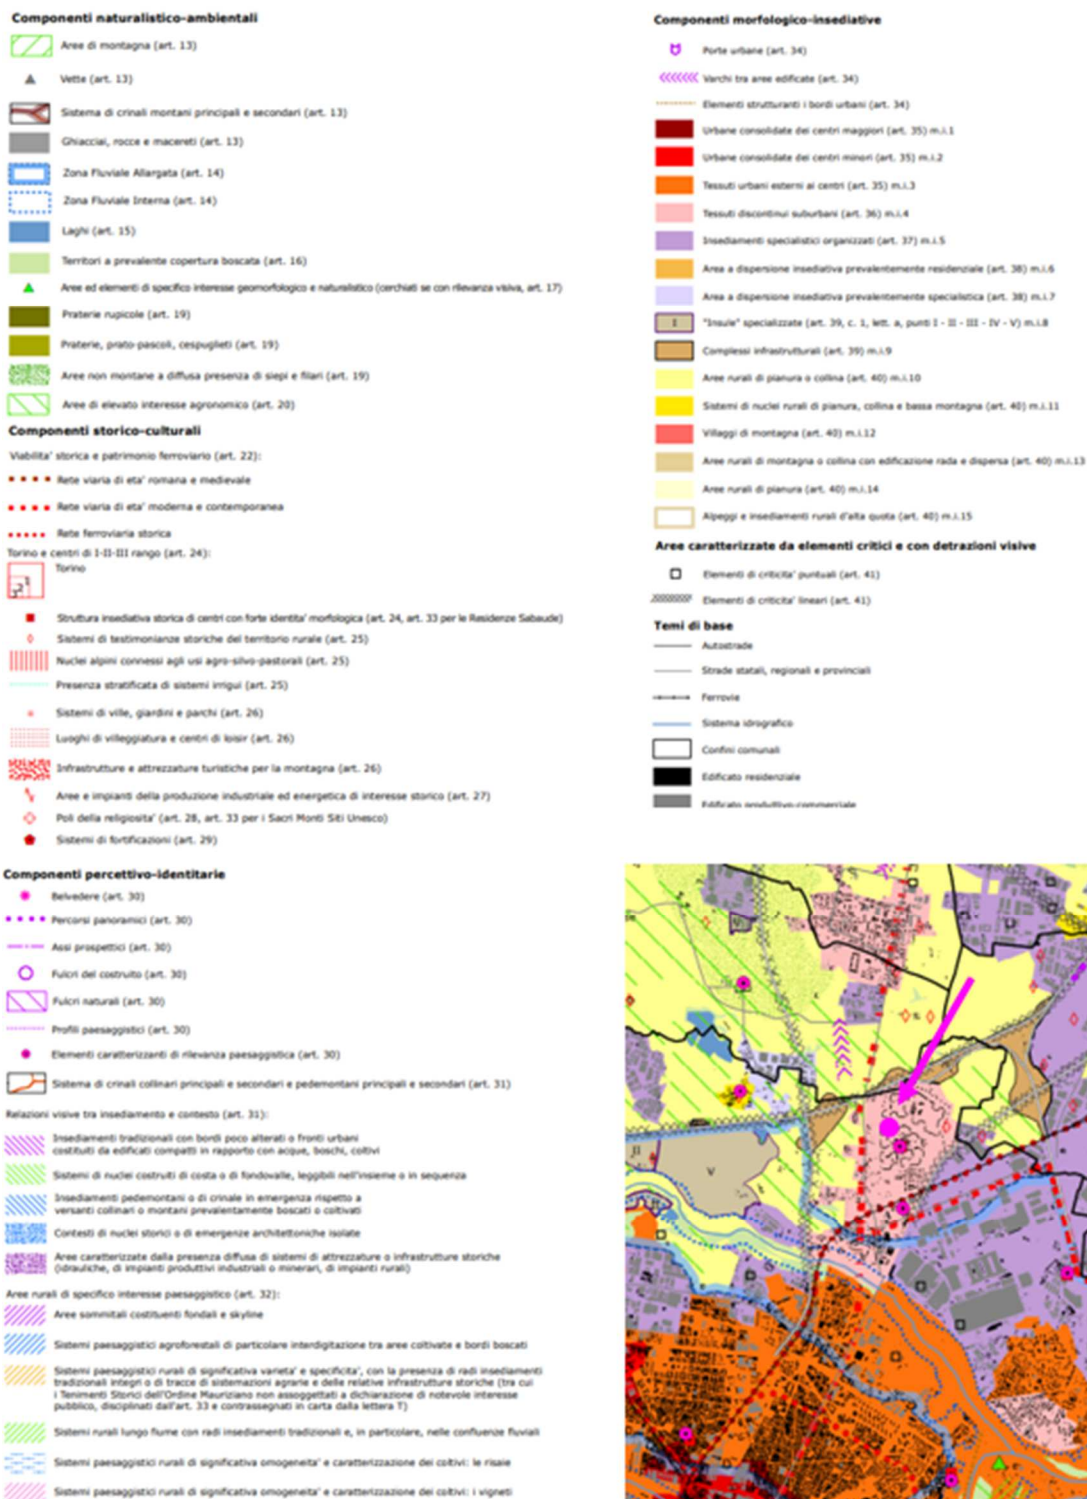 Componenti naturalistico-ambientali
Aree di montagna (art. 13)
Vette (art. 13)
Sistema di crinali montani principali e secondari (art. 13)
Ghiacciai, rocce e macereti (art. 13)
Zona Fluviale Allargata (art. 14)
Zona Fluviale Interna (art. 14)
Laghi (art. 15)
Territori a prevalente copertura boscata (art. 16)
Aree ed elementi di specifico interesse geomorfologico e naturalistico (cerchiati se con rilevanza visiva, art. 17)
Praterie rupicole (art. 19)
Praterie, prato-pascoli, cespuglieti (art. 19)
Aree non montane a diffusa presenza di siepi e filari (art. 19)
Aree di elevato interesse agronomico (art. 20)
Componenti storico-culturali
Viabilita' storica e patrimonio ferroviario (art. 22):
Rete viaria di eta' romana e medievale
Rete viaria di eta' moderna e contemporanea
Rete ferroviaria storica
Torino e centri di I-II-III rango (art. 24):
Torino
Struttura insediativa storica di centri con forte identita' morfologica (art. 24, art. 33 per le Residenze Sabaude)
Sistemi di testimonianze storiche del territorio rurale (art. 25)
Nuclei alpini connessi agli usi agro-silvo-pastorali (art. 25)
Presenza stratificata di sistemi irrigui (art. 25)
Sistemi di ville, giardini e parchi (art. 26)
Luoghi di villeggiatura e centri di loisir (art. 26)
Infrastrutture e attrezzature turistiche per la montagna (art. 26)
Aree e impianti della produzione industriale ed energetica di interesse storico (art. 27)
Poli della religiosita' (art. 28, art. 33 per i Sacri Monti Siti Unesco)
Sistemi di fortificazioni (art. 29)
Componenti percettivo-identitarie
Belvedere (art. 30)
Percorsi panoramici (art. 30)
Assi prospettici (art. 30)
Fulcri del costruito (art. 30)
Fulcri naturali (art. 30)
Profili paesaggistici (art. 30)
Elementi caratterizzanti di rilevanza paesaggistica (art. 30)
Sistema di crinali collinari principali e secondari e pedemontani principali e secondari (art. 31)
Relazioni visive tra insediamento e contesto (art. 31):
Insediamenti tradizionali con bordi poco alterati o fronti urbani
costituiti da edificati compatti in rapporto con acque, boschi, coltivi
Sistemi di nuclei costruiti di costa o di fondovalle, leggibili nell'insieme o in sequenza
Insediamenti pedemontani o di crinale in emergenza rispetto a
versanti collinari o montani prevalentemente boscati o coltivati
Contesti di nuclei storici o di emergenze architettoniche isolate
Aree caratterizzate dalla presenza diffusa di sistemi di attrezzature o infrastrutture storiche
(idrauliche, di impianti produttivi industriali o minerari, di impianti rurali)
Aree rurali di specifico interesse paesaggistico (art. 32):
Aree sommitali costituenti fondali e skyline
Sistemi paesaggistici agroforestali di particolare interdigitazione tra aree coltivate e bordi boscati
Sistemi paesaggistici rurali di significativa varieta' e specificita', con la presenza di radi insediamenti
tradizionali integri o di tracce di sistemazioni agrarie e delle relative infrastrutture storiche (tra cui
i Tenimenti Storici dell'Ordine Mauriziano non assoggettati a dichiarazione di notevole interesse
pubblico, disciplinati dall'art. 33 e contrassegnati in carta dalla lettera T)
Sistemi rurali lungo fiume con radi insediamenti tradizionali e, in particolare, nelle confluenze fluviali
Sistemi paesaggistici rurali di significativa omogeneita' e caratterizzazione dei coltivi: le risaie
Sistemi paesaggistici rurali di significativa omogeneita' e caratterizzazione dei coltivi: i vigneti
Componenti morfologico-insediative
Porte urbane (art. 34)
Varchi tra aree edificate (art. 34)
Elementi strutturanti i bordi urbani (art. 34)
Urbane consolidate dei centri maggiori (art. 35) m.i.1
Urbane consolidate dei centri minori (art. 35) m.i.2
Tessuti urbani esterni ai centri (art. 35) m.i.3
Tessuti discontinui suburbani (art. 36) m.i.4
Insediamenti specialistici organizzati (art. 37) m.i.5
Area a dispersione insediativa prevalentemente residenziale (art. 38) m.i.6
Area a dispersione insediativa prevalentemente specialistica (art. 38) m.i.7
I "Insule" specializzate (art. 39, c. 1, lett. a, punti I - II - III - IV - V) m.i.8
Complessi infrastrutturali (art. 39) m.i.9
Aree rurali di pianura o collina (art. 40) m.i.10
Sistemi di nuclei rurali di pianura, collina e bassa montagna (art. 40) m.i.11
Villaggi di montagna (art. 40) m.i.12
Aree rurali di montagna o collina con edificazione rada e dispersa (art. 40) m.i.13
Aree rurali di pianura (art. 40) m.i.14
Alpeggi e insediamenti rurali d'alta quota (art. 40) m.i.15
Aree caratterizzate da elementi critici e con detrazioni visive
Elementi di criticita' puntuali (art. 41)
Elementi di criticita' lineari (art. 41)
Temi di base
Autostrade
Strade statali, regionali e provinciali
Ferrovie
Sistema idrografico
Confini comunali
Edificato residenziale
Edificato produttivo-commerciale
V